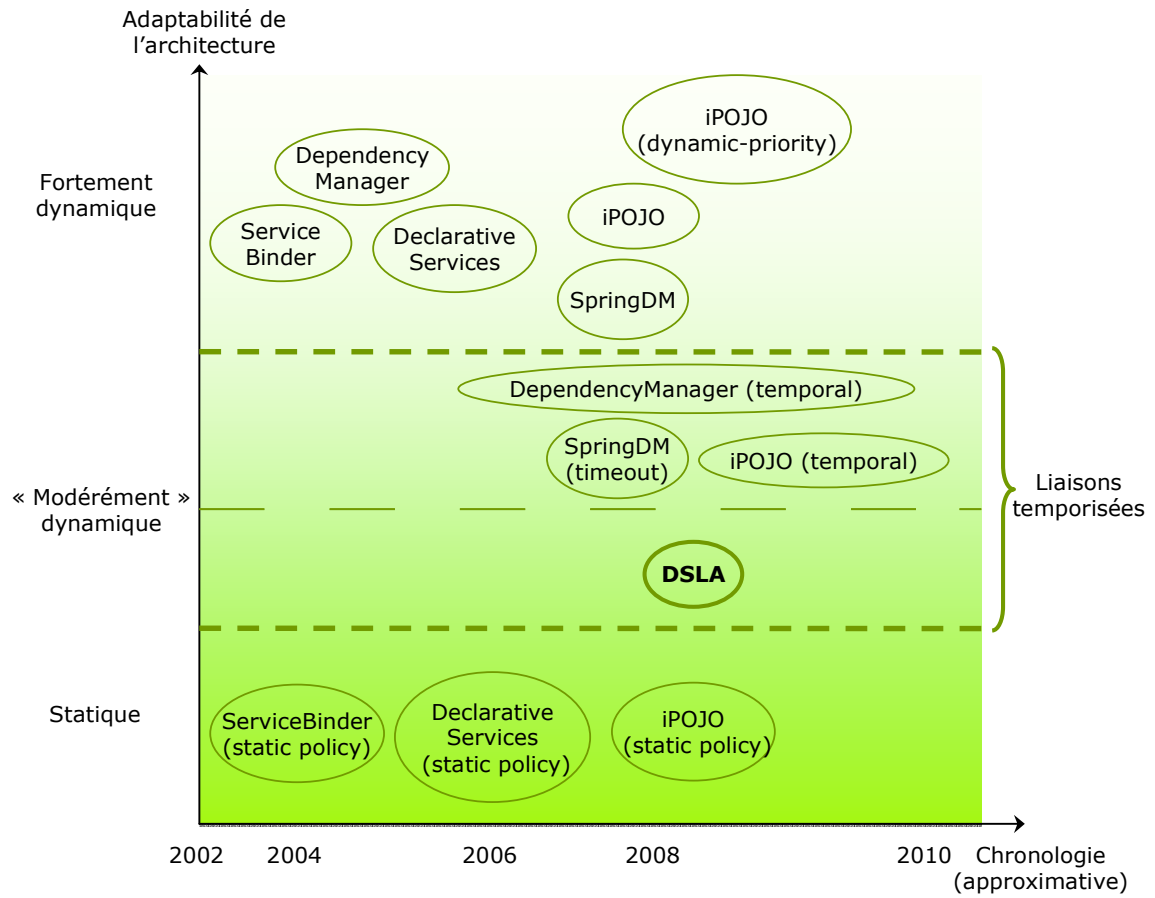 Adaptabilité de
l'architecture
iPOJO
(dynamic-priority)
Dependency
Manager
Fortement
dynamique
iPOJO
Service
Binder
Declarative
Services
SpringDM
DependencyManager (temporal)
SpringDM
(timeout)
iPOJO (temporal)
« Modérément »
dynamique
Liaisons
temporisées
DSLA
Statique
ServiceBinder
(static policy)
Declarative
Services
(static policy)
iPOJO
(static policy)
2002 2004 2006 2008 2010 Chronologie
(approximative)